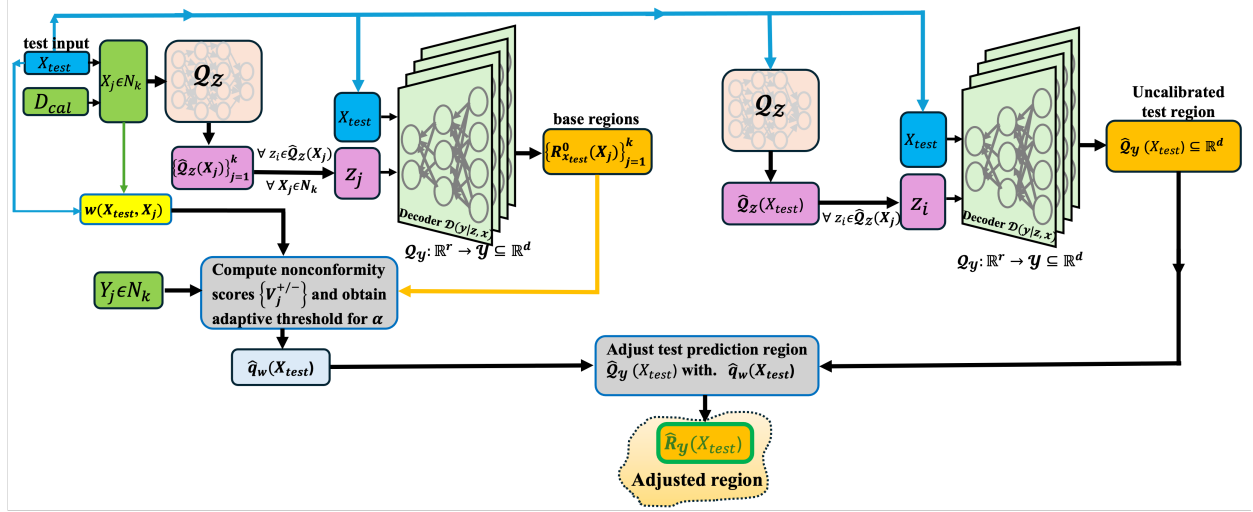 test input
X_test
D_cal
X_j ϵ N_k
𝒬_𝒵
{Q̂_𝒵(X_j)}_{j=1}^k
∀ z_i ϵ Q̂_𝒵(X_j)
∀ X_j ϵ N_k
w(X_test, X_j)
X_test
Z_j
Decoder 𝒟(y|z, x)
𝒬_𝒴: ℝ^r → 𝒴 ⊆ ℝ^d
base regions
{R^0_{x_test}(X_j)}_{j=1}^k
𝒬_𝒵
Q̂_𝒵(X_test)
∀ z_i ϵ Q̂_𝒵(X_j)
X_test
Z_i
Decoder 𝒟(y|z, x)
𝒬_𝒴: ℝ^r → 𝒴 ⊆ ℝ^d
Uncalibrated
test region
Q̂_𝒴 (X_test) ⊆ ℝ^d
Y_j ϵ N_k
Compute nonconformity
scores {V_j^{+/−}} and obtain
adaptive threshold for α
q̂_w(X_test)
Adjust test prediction region
Q̂_𝒴 (X_test) with. q̂_w(X_test)
R̂_𝒴(X_test)
Adjusted region